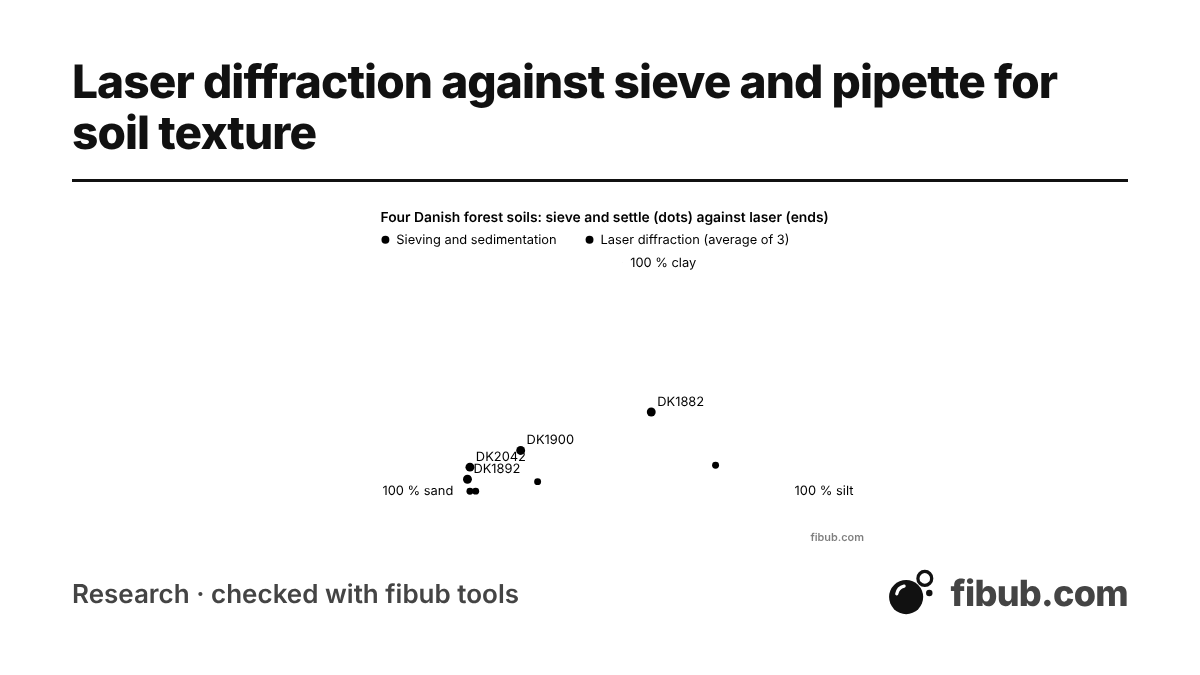 Laser diffraction against sieve and pipette for
soil texture
Four Danish forest soils: sieve and settle (dots) against laser (ends)
Sieving and sedimentation
Laser diffraction (average of 3)
100 % clay
DK1882
DK1900
DK2042
DK1892
100 % sand
100 % silt
fibub.com
Research · checked with fibub tools
fibub.com